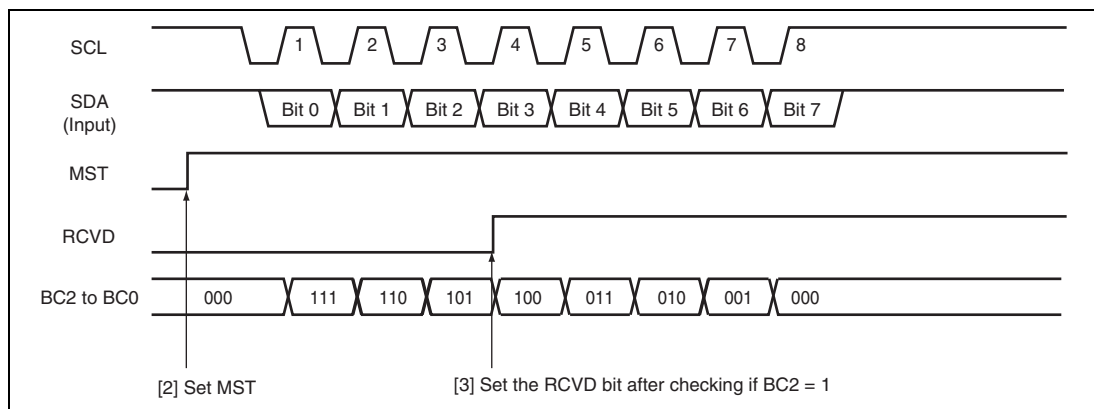 SCL 1 2 3 4 5 6 7 8
SDA
(Input) Bit 0 Bit 1 Bit 2 Bit 3 Bit 4 Bit 5 Bit 6 Bit 7
MST
RCVD
BC2 to BC0 000 111 110 101 100 011 010 001 000
[2] Set MST [3] Set the RCVD bit after checking if BC2 = 1